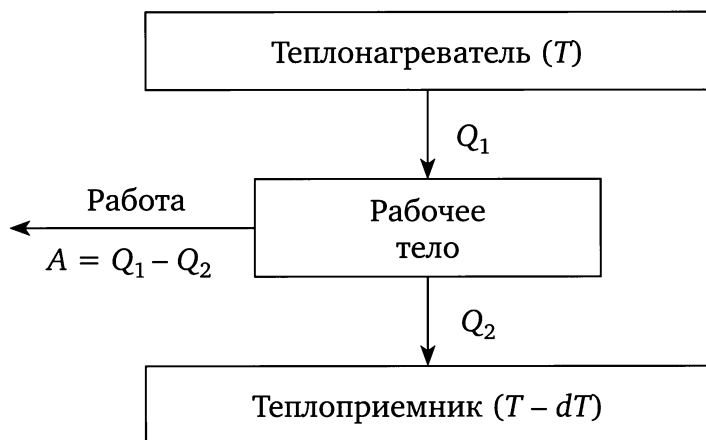 Теплонагреватель (T)
Q1
Работа
A = Q1 – Q2
Рабочее
тело
Q2
Теплоприемник (T – dT)